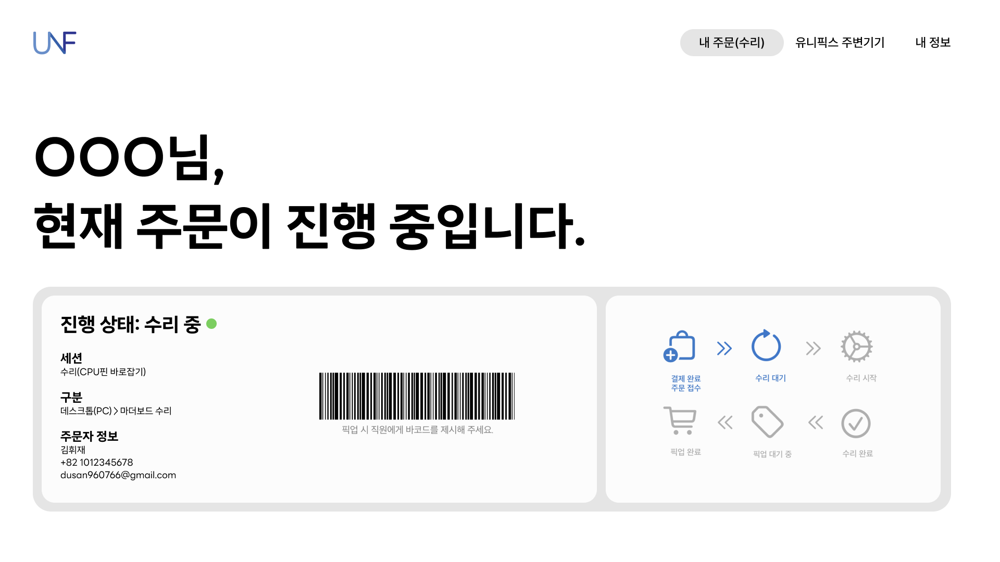 UNF
내 주문(수리)
유니픽스 주변기기
내 정보
OOO님,
현재 주문이 진행 중입니다.
진행 상태: 수리 중
세션
수리(CPU핀 바로잡기)
구분
데스크톱(PC) > 마더보드 수리
주문자 정보
김휘재
+82 1012345678
dusan960766@gmail.com
픽업 시 직원에게 바코드를 제시해 주세요.
결제 완료
주문 접수
수리 대기
수리 시작
픽업 완료
픽업 대기 중
수리 완료